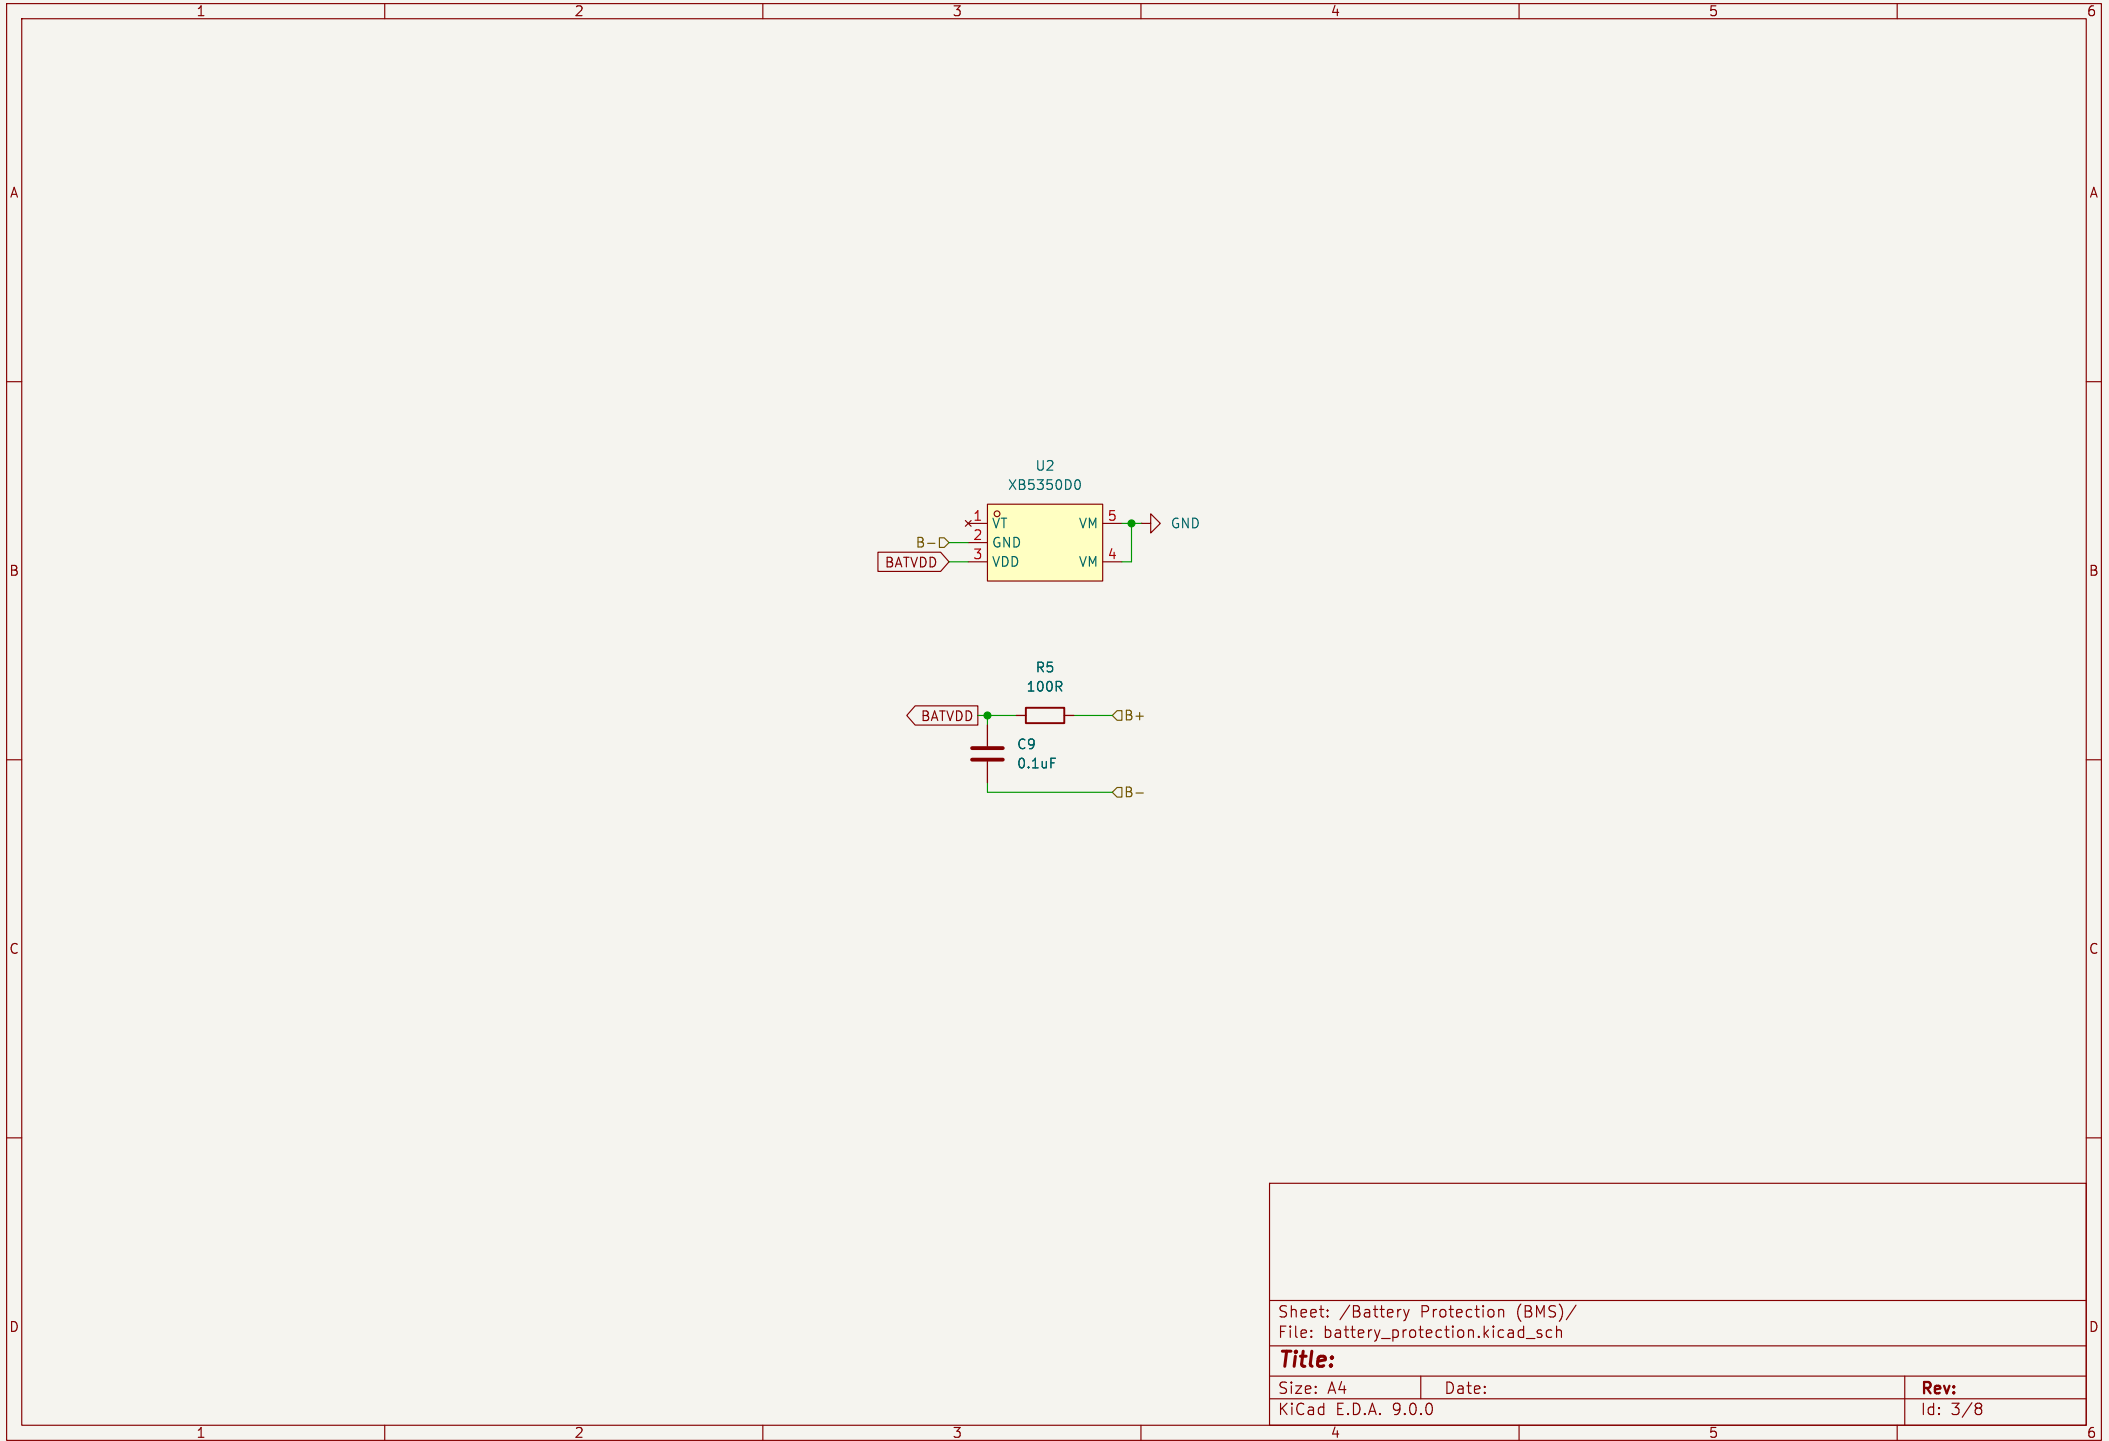 1 2 3 4 5 6
A A
U2
XB5350D0
1 VT VM 5 GND
B- 2 GND
BATVDD 3 VDD VM 4
B B
R5
100R
BATVDD B+
C9
0.1uF
B-
C C
Sheet: /Battery Protection (BMS)/
File: battery_protection.kicad_sch
D D
Title:
Size: A4 Date: Rev:
KiCad E.D.A. 9.0.0 Id: 3/8
1 2 3 4 5 6